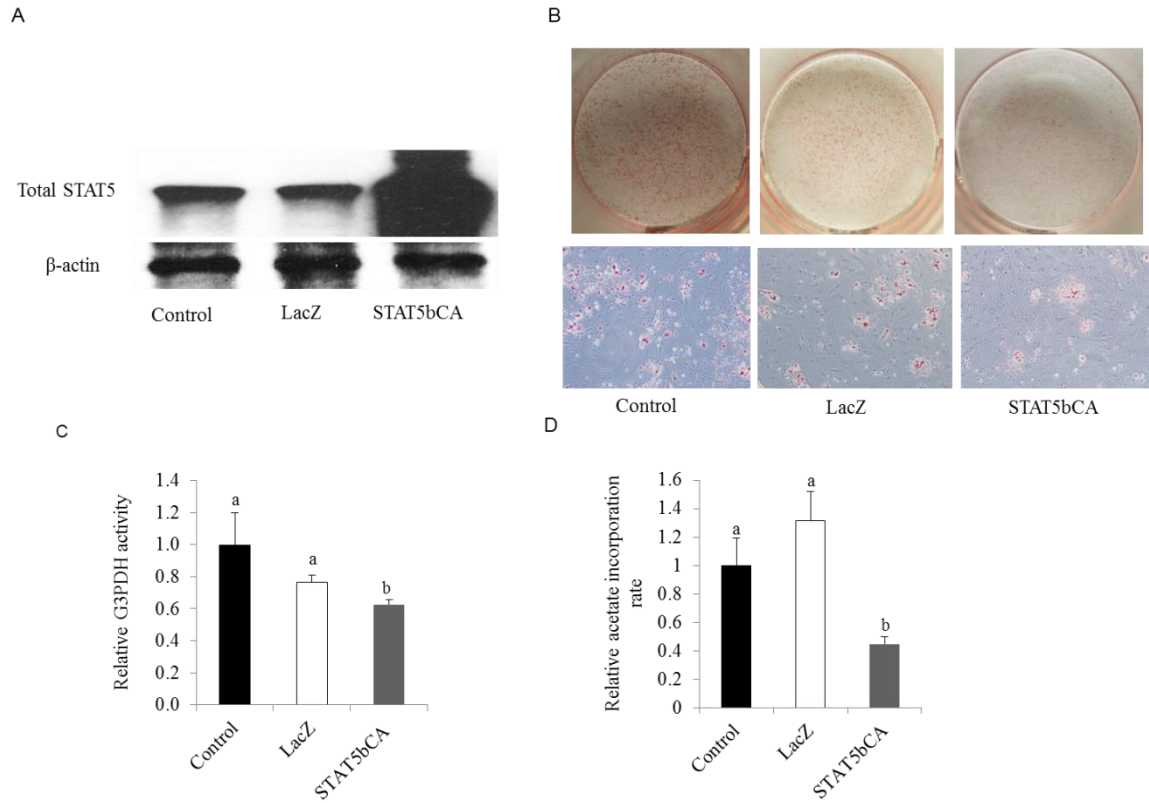 A
B
Total STAT5
β-actin
Control LacZ STAT5bCA
Control LacZ STAT5bCA
C
Relative G3PDH activity
1.4
1.2
1.0
0.8
0.6
0.4
0.2
0.0
a
a
b
Control
LacZ
STAT5bCA
D
Relative acetate incorporation
rate
1.6
1.4
1.2
1
0.8
0.6
0.4
0.2
0
a
a
b
Control
LacZ
STAT5bCA